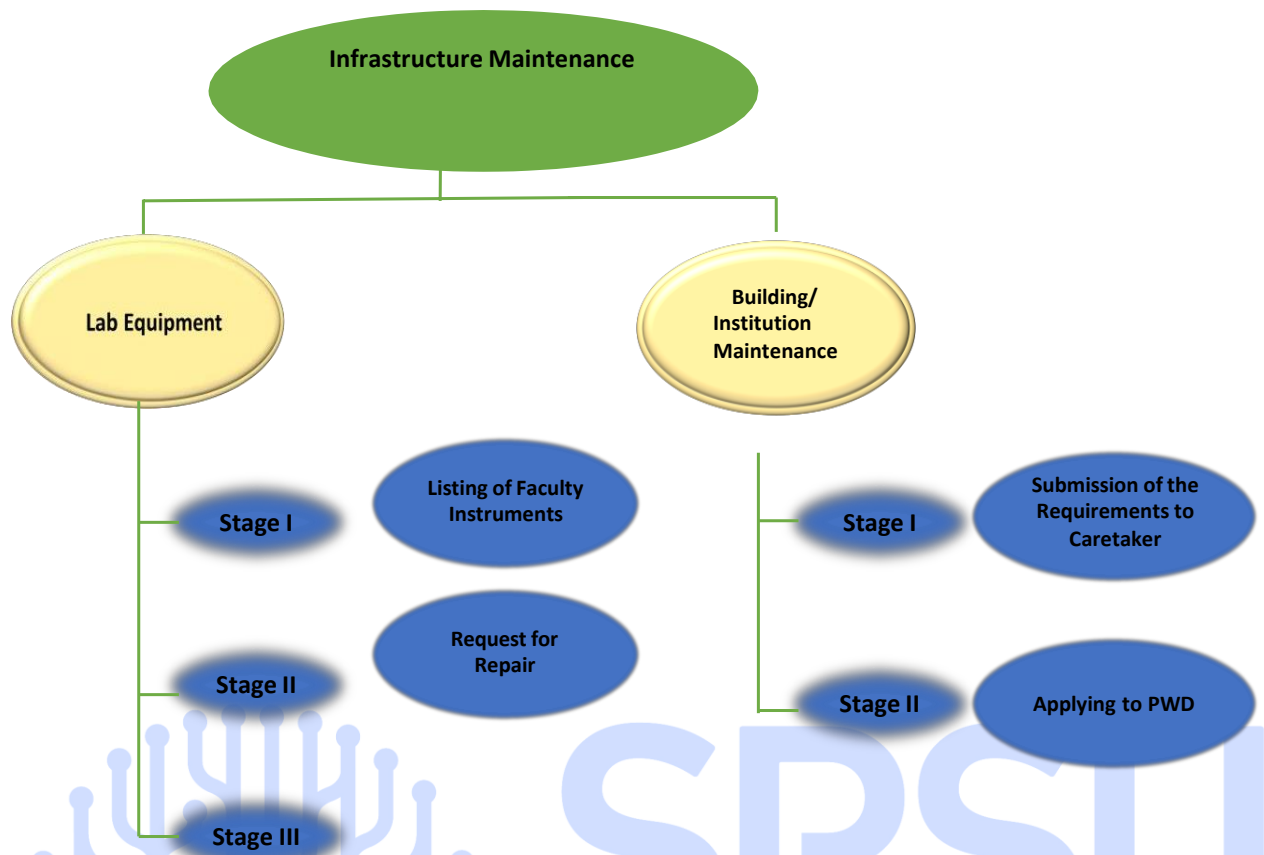 Infrastructure Maintenance
Lab Equipment
Building/
Institution
Maintenance
Stage I
Listing of Faculty
Instruments
Stage I
Submission of the
Requirements to
Caretaker
Stage II
Request for
Repair
Stage II
Applying to PWD
Stage III
SPSU